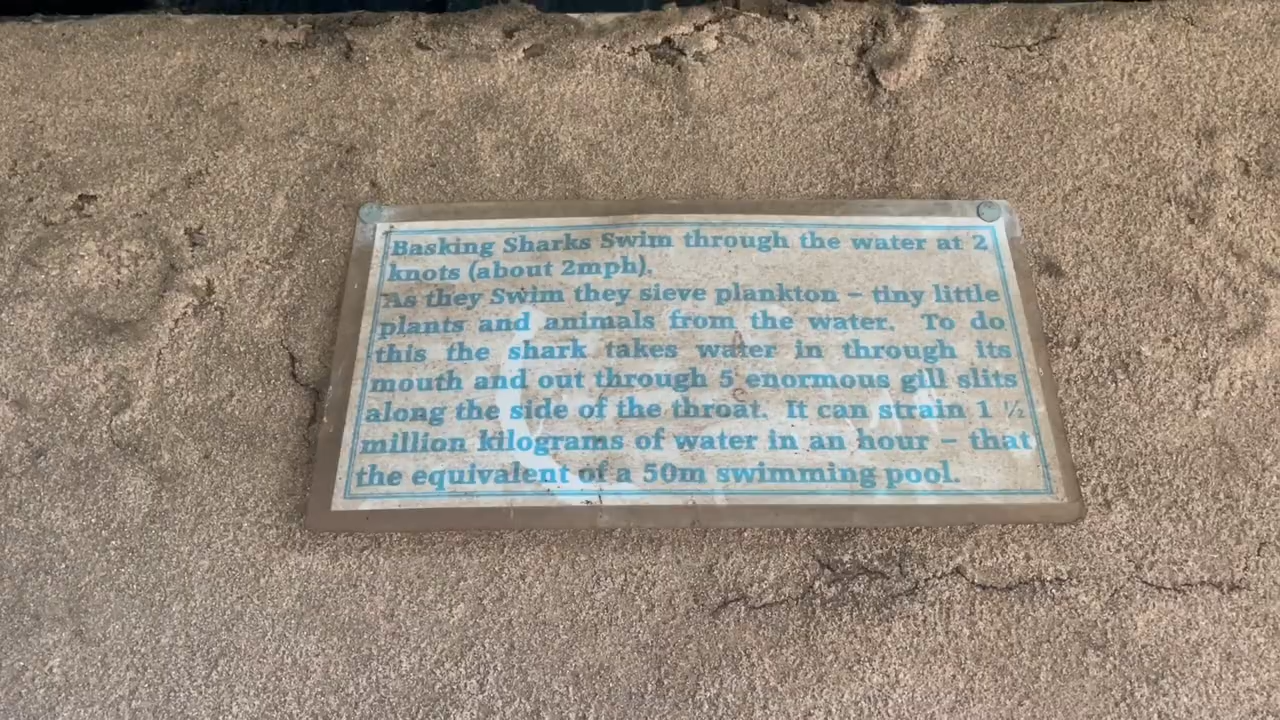 Basking Sharks Swim through the water at 2
knots (about 2mph).
As they Swim they sieve plankton – tiny little
plants and animals from the water. To do
this the shark takes water in through its
mouth and out through 5 enormous gill slits
along the side of the throat. It can strain 1 ½
million kilograms of water in an hour – that
the equivalent of a 50m swimming pool.